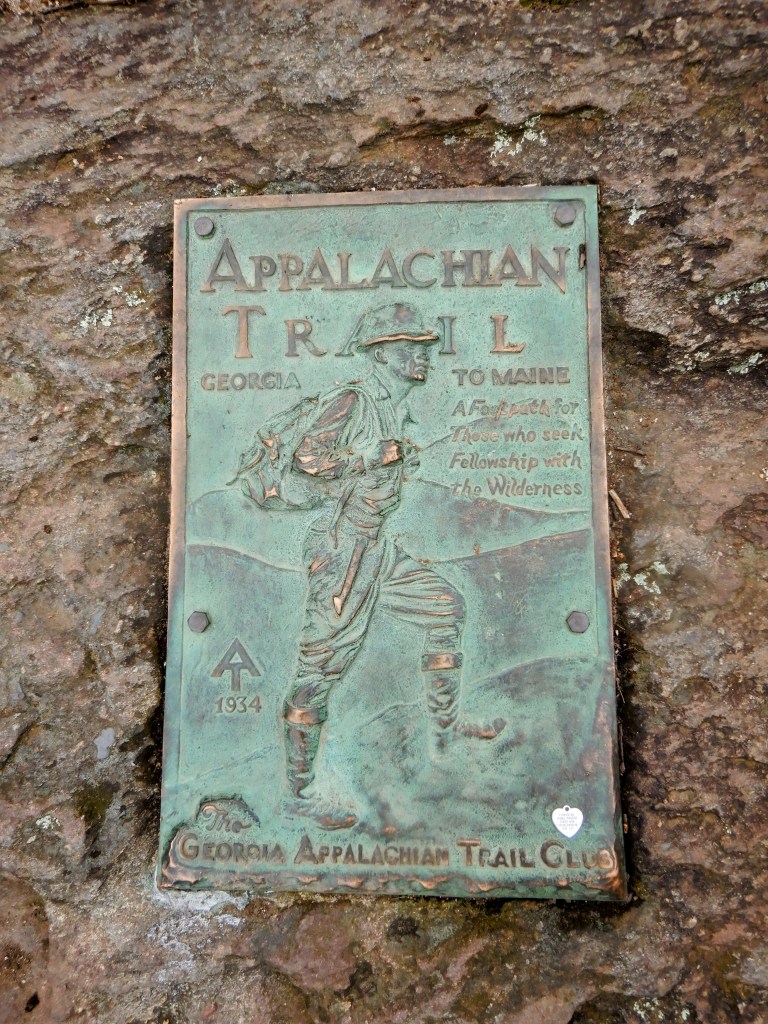 APPALACHIAN
TRAIL
GEORGIA TO MAINE
A Footpath for
Those who seek
Fellowship with
the Wilderness
AT
1934
The
GEORGIA APPALACHIAN TRAIL CLUB